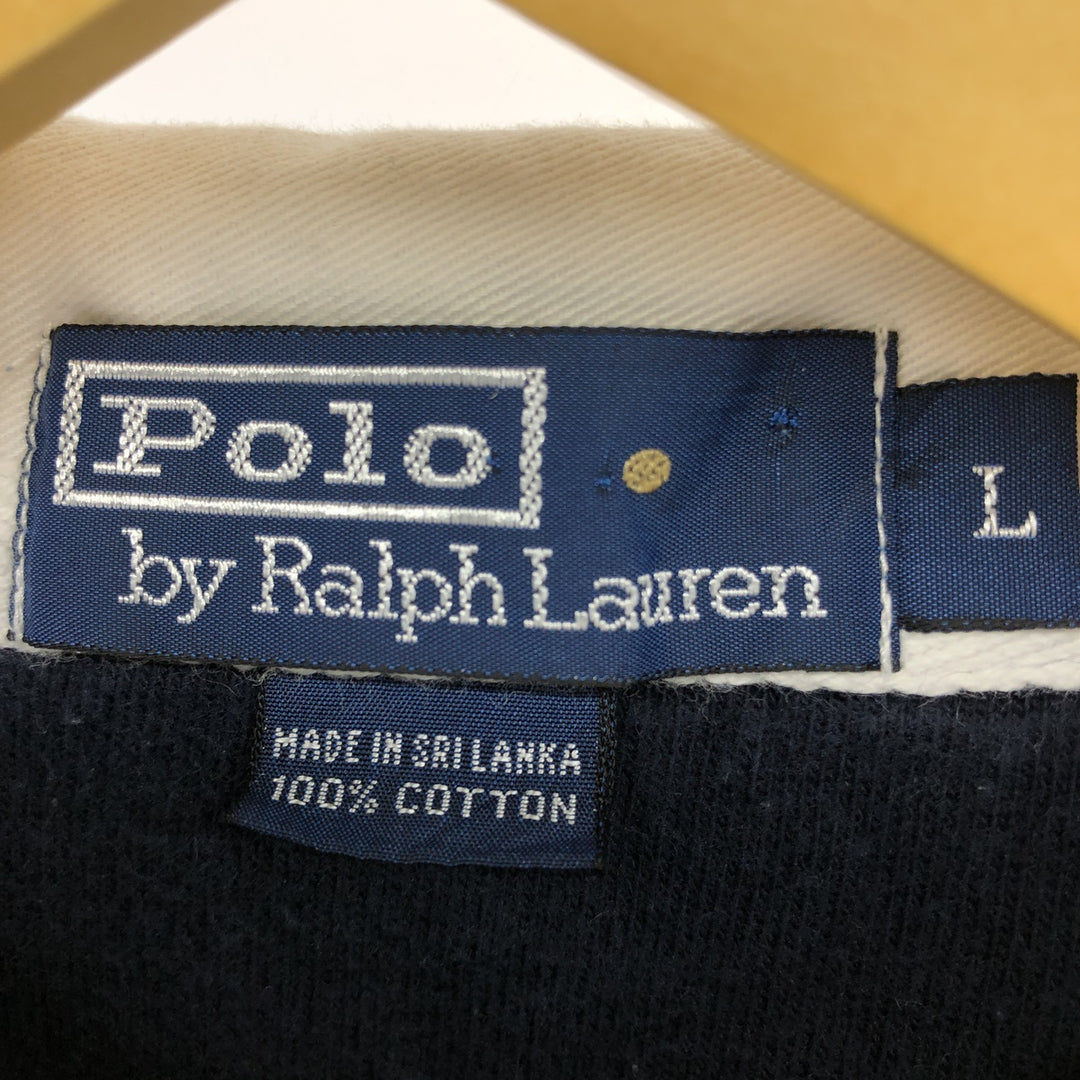 Polo
by Ralph Lauren
L
MADE IN SRI LANKA
100% COTTON